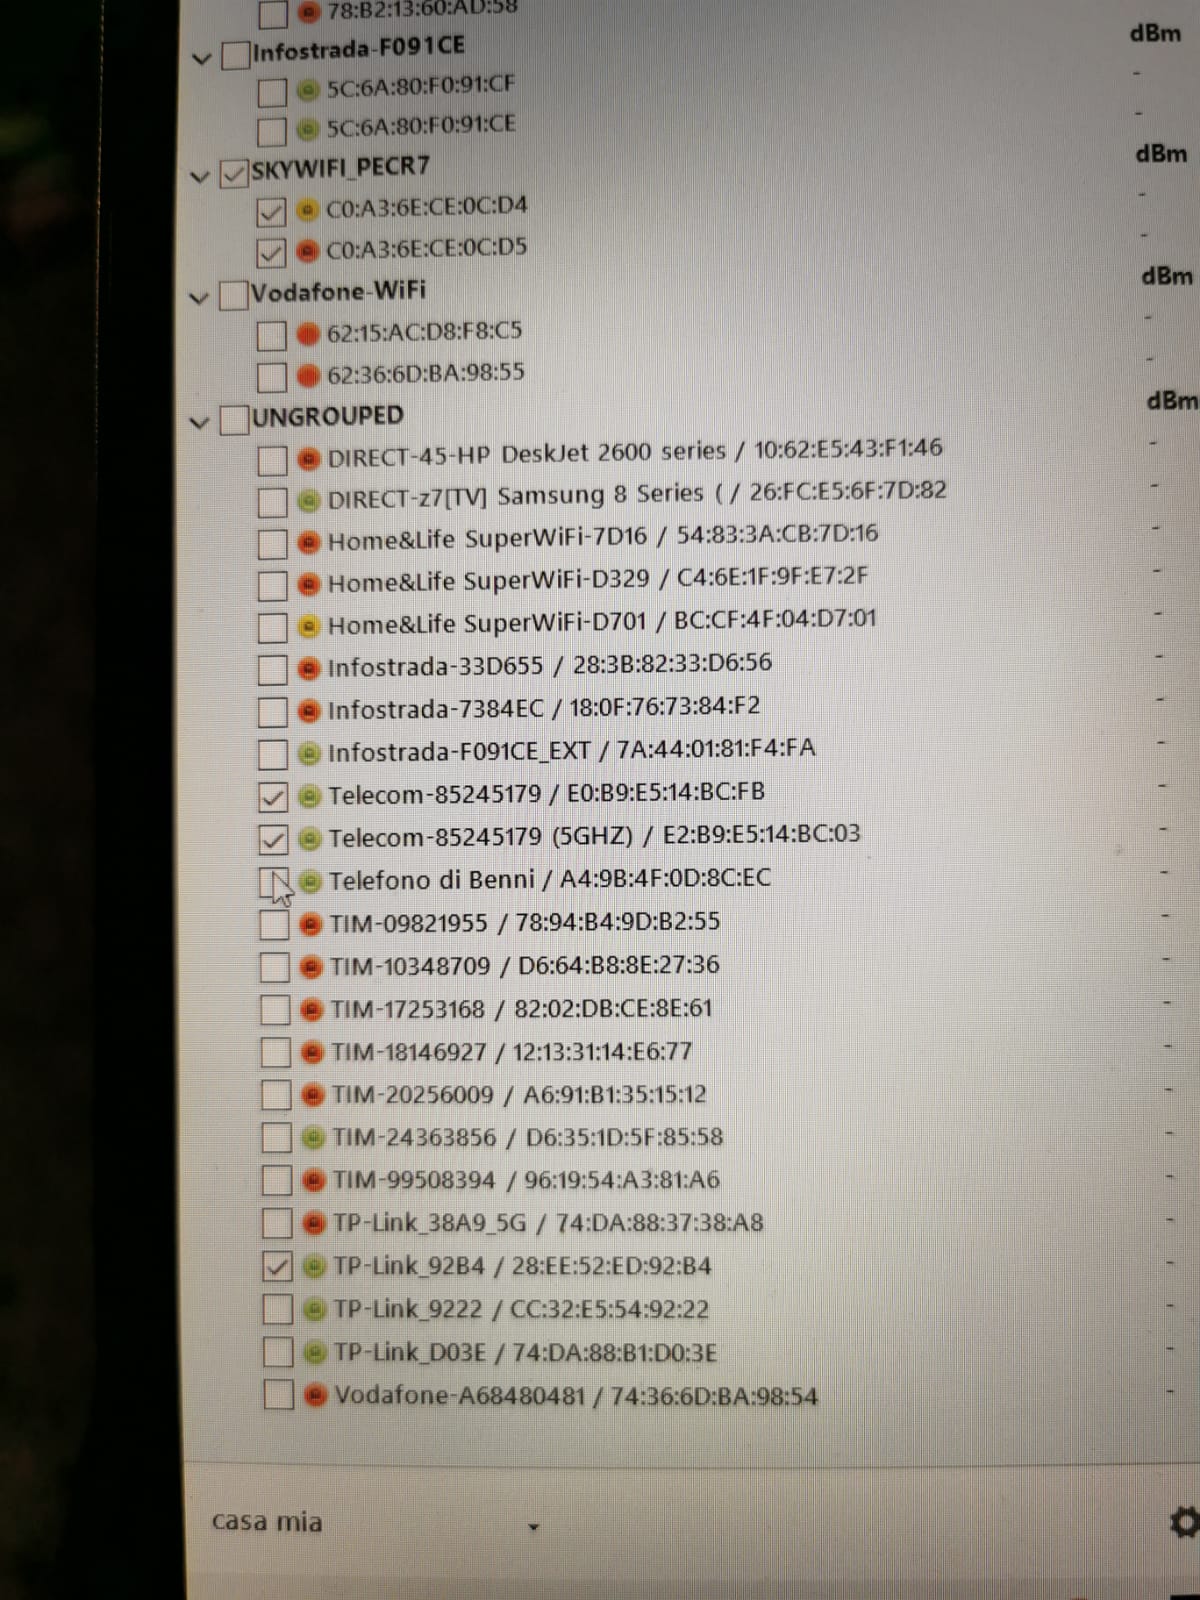 78:B2:13:60:AD:58
Infostrada-F091CE dBm
5C:6A:80:F0:91:CF -
5C:6A:80:F0:91:CE -
SKYWIFI_PECR7 dBm
C0:A3:6E:CE:0C:D4 -
C0:A3:6E:CE:0C:D5 -
Vodafone-WiFi dBm
62:15:AC:D8:F8:C5 -
62:36:6D:BA:98:55 -
UNGROUPED dBm
DIRECT-45-HP DeskJet 2600 series / 10:62:E5:43:F1:46 -
DIRECT-z7[TV] Samsung 8 Series ( / 26:FC:E5:6F:7D:82 -
Home&Life SuperWiFi-7D16 / 54:83:3A:CB:7D:16 -
Home&Life SuperWiFi-D329 / C4:6E:1F:9F:E7:2F -
Home&Life SuperWiFi-D701 / BC:CF:4F:04:D7:01 -
Infostrada-33D655 / 28:3B:82:33:D6:56 -
Infostrada-7384EC / 18:0F:76:73:84:F2 -
Infostrada-F091CE_EXT / 7A:44:01:81:F4:FA -
Telecom-85245179 / E0:B9:E5:14:BC:FB -
Telecom-85245179 (5GHZ) / E2:B9:E5:14:BC:03 -
Telefono di Benni / A4:9B:4F:0D:8C:EC -
TIM-09821955 / 78:94:B4:9D:B2:55 -
TIM-10348709 / D6:64:B8:8E:27:36 -
TIM-17253168 / 82:02:DB:CE:8E:61 -
TIM-18146927 / 12:13:31:14:E6:77 -
TIM-20256009 / A6:91:B1:35:15:12 -
TIM-24363856 / D6:35:1D:5F:85:58 -
TIM-99508394 / 96:19:54:A3:81:A6 -
TP-Link_38A9_5G / 74:DA:88:37:38:A8 -
TP-Link_92B4 / 28:EE:52:ED:92:B4 -
TP-Link_9222 / CC:32:E5:54:92:22 -
TP-Link_D03E / 74:DA:88:B1:D0:3E -
Vodafone-A68480481 / 74:36:6D:BA:98:54 -
casa mia